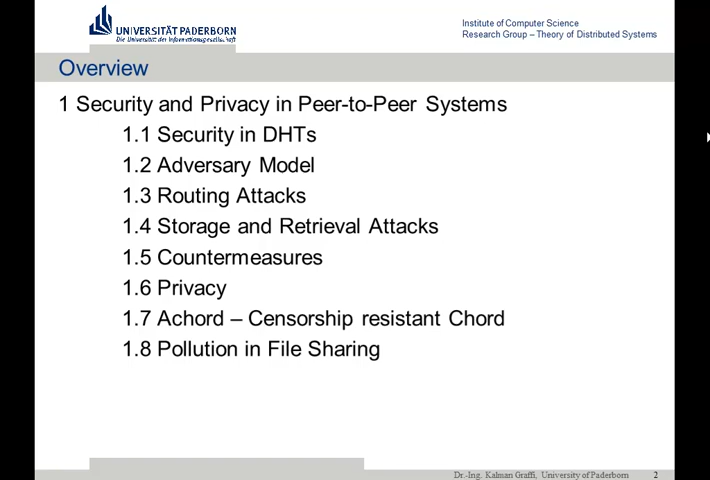 UNIVERSITÄT PADERBORN
Die Universität der Informationsgesellschaft
Institute of Computer Science
Research Group – Theory of Distributed Systems
Overview
1 Security and Privacy in Peer-to-Peer Systems
1.1 Security in DHTs
1.2 Adversary Model
1.3 Routing Attacks
1.4 Storage and Retrieval Attacks
1.5 Countermeasures
1.6 Privacy
1.7 Achord – Censorship resistant Chord
1.8 Pollution in File Sharing
Dr.-Ing. Kalman Graffi, University of Paderborn 2